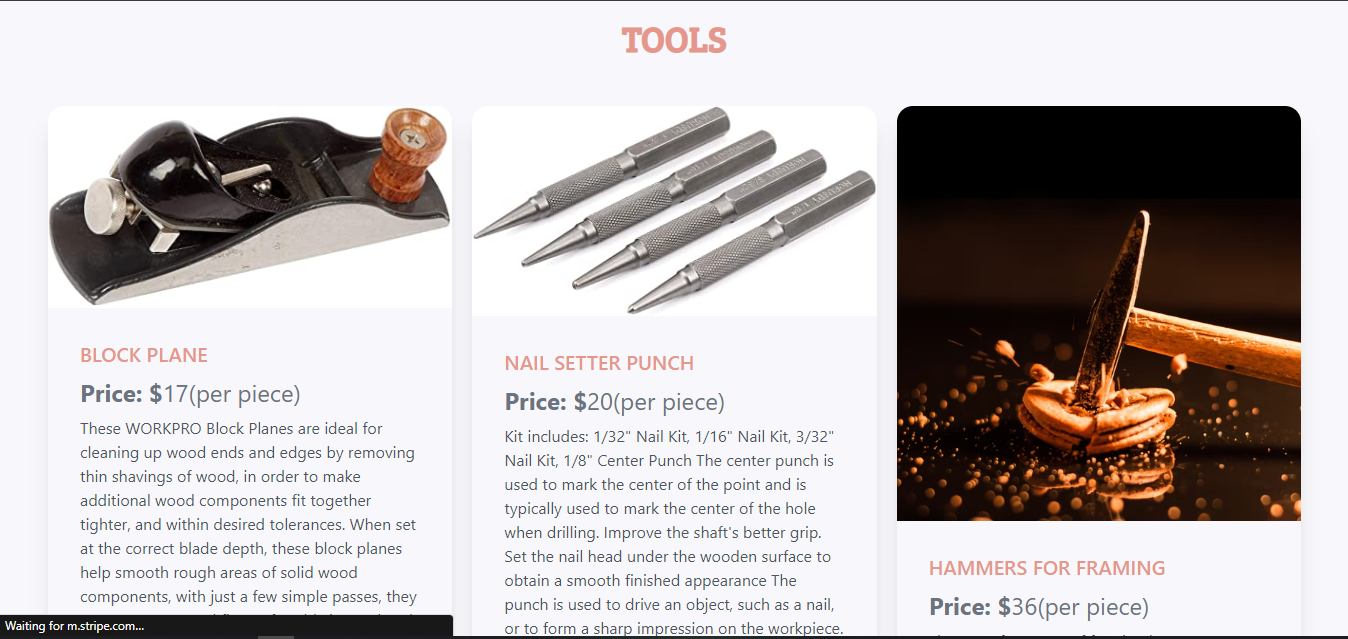 TOOLS
BLOCK PLANE
Price: $17(per piece)
These WORKPRO Block Planes are ideal for
cleaning up wood ends and edges by removing
thin shavings of wood, in order to make
additional wood components fit together
tighter, and within desired tolerances. When set
at the correct blade depth, these block planes
help smooth rough areas of solid wood
components, with just a few simple passes, they
NAIL SETTER PUNCH
Price: $20(per piece)
Kit includes: 1/32" Nail Kit, 1/16" Nail Kit, 3/32"
Nail Kit, 1/8" Center Punch The center punch is
used to mark the center of the point and is
typically used to mark the center of the hole
when drilling. Improve the shaft's better grip.
Set the nail head under the wooden surface to
obtain a smooth finished appearance The
punch is used to drive an object, such as a nail,
or to form a sharp impression on the workpiece.
HAMMERS FOR FRAMING
Price: $36(per piece)
Waiting for m.stripe.com...